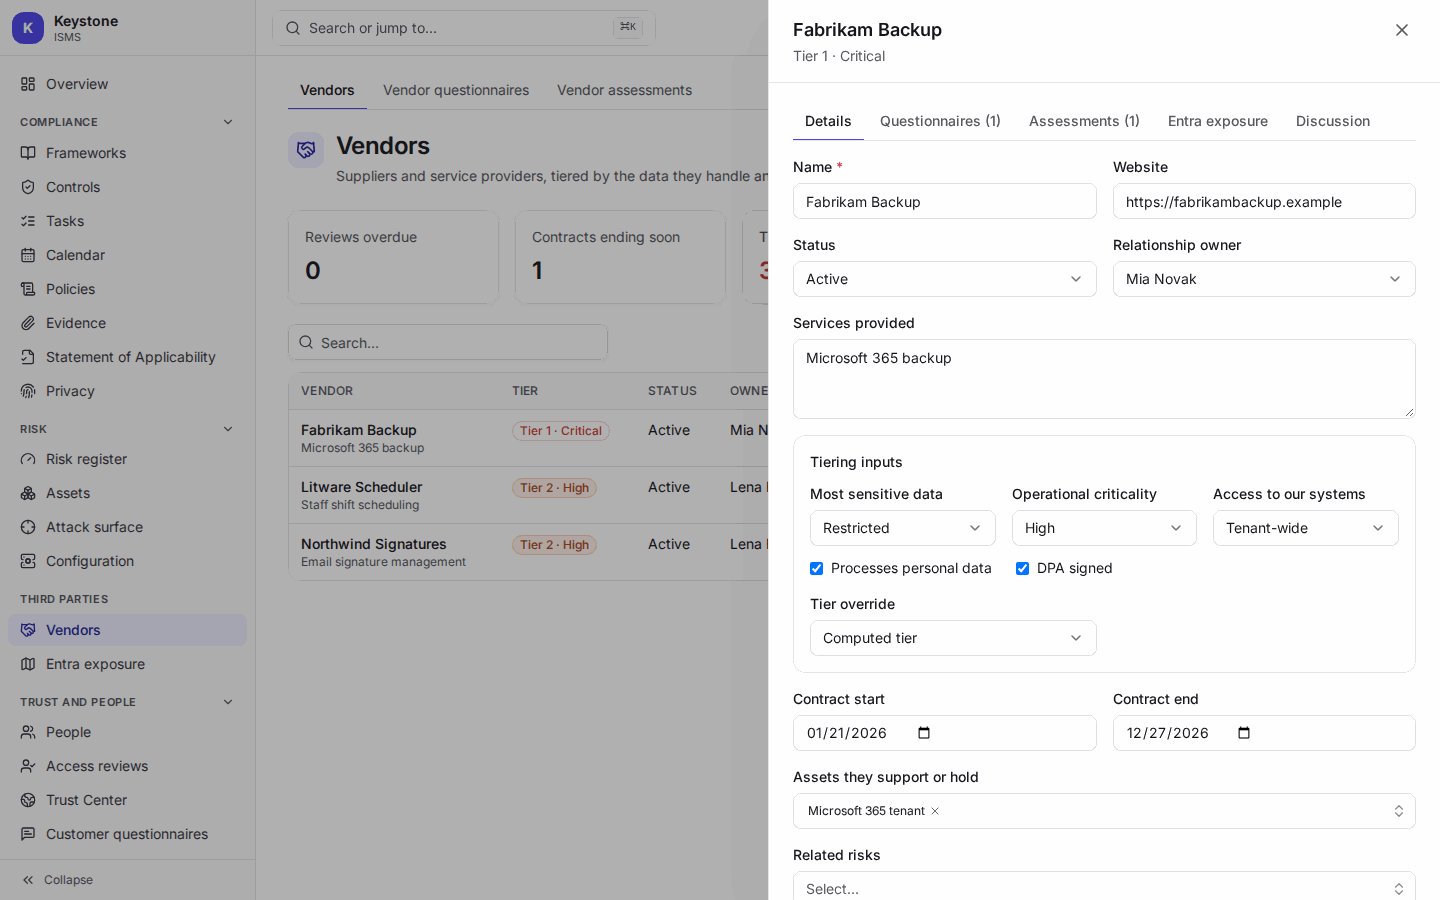 K
Keystone
ISMS
Overview
COMPLIANCE
Frameworks
Controls
Tasks
Calendar
Policies
Evidence
Statement of Applicability
Privacy
RISK
Risk register
Assets
Attack surface
Configuration
THIRD PARTIES
Vendors
Entra exposure
TRUST AND PEOPLE
People
Access reviews
Trust Center
Customer questionnaires
Collapse
Search or jump to... ⌘K
Vendors Vendor questionnaires Vendor assessments
Vendors
Suppliers and service providers, tiered by the data they handle
Reviews overdue
0
Contracts ending soon
1
Search...
VENDOR TIER STATUS
Fabrikam Backup Tier 1 · Critical Active Mia
Microsoft 365 backup
Litware Scheduler Tier 2 · High Active Lena
Staff shift scheduling
Northwind Signatures Tier 2 · High Active Lena
Email signature management
Fabrikam Backup
Tier 1 · Critical
Details Questionnaires (1) Assessments (1) Entra exposure Discussion
Name * Website
Fabrikam Backup https://fabrikambackup.example
Status Relationship owner
Active Mia Novak
Services provided
Microsoft 365 backup
Tiering inputs
Most sensitive data Operational criticality Access to our systems
Restricted High Tenant-wide
Processes personal data DPA signed
Tier override
Computed tier
Contract start Contract end
01/21/2026 12/27/2026
Assets they support or hold
Microsoft 365 tenant
Related risks
Select...